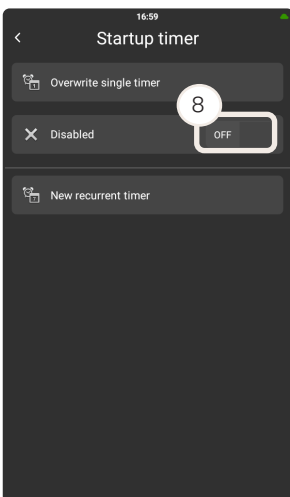 16:59
Startup timer
Overwrite single timer
8
Disabled
OFF
New recurrent timer